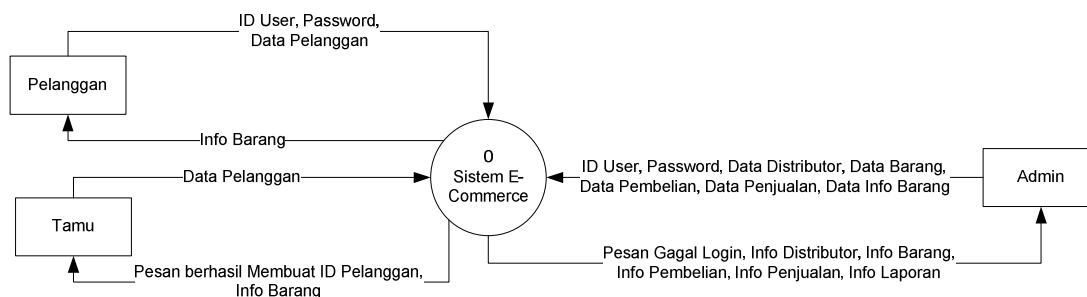 ID User, Password,
Data Pelanggan
Pelanggan
Info Barang
0
Sistem E-
Commerce
Data Pelanggan
Tamu
Pesan berhasil Membuat ID Pelanggan,
Info Barang
ID User, Password, Data Distributor, Data Barang,
Data Pembelian, Data Penjualan, Data Info Barang
Admin
Pesan Gagal Login, Info Distributor, Info Barang,
Info Pembelian, Info Penjualan, Info Laporan